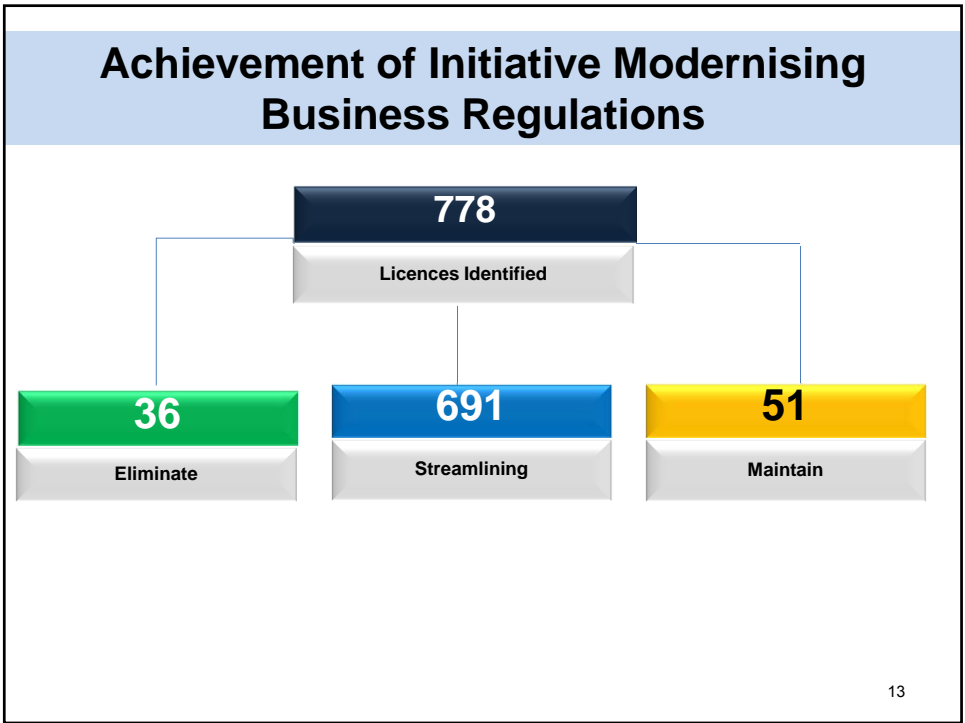 Achievement of Initiative Modernising
Business Regulations
778
Licences Identified
36
Eliminate
691
Streamlining
51
Maintain
13